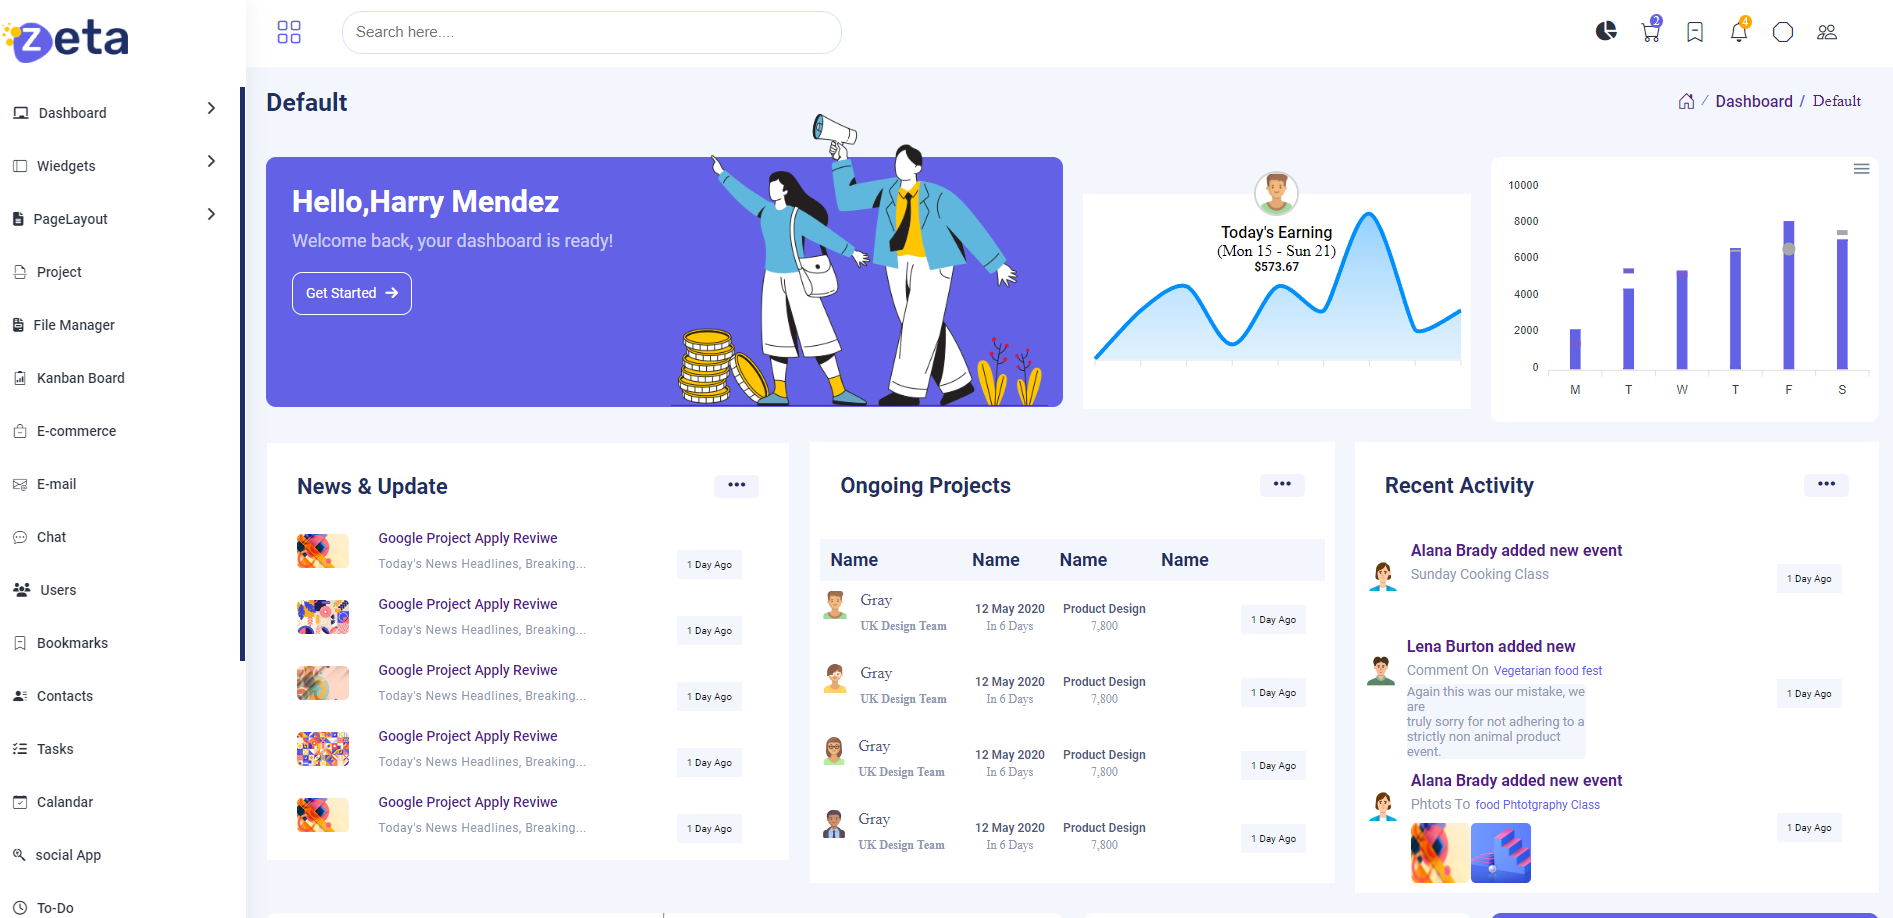 zeta
Search here....
2
4
Dashboard
Wiedgets
PageLayout
Project
File Manager
Kanban Board
E-commerce
E-mail
Chat
Users
Bookmarks
Contacts
Tasks
Calandar
social App
To-Do
Default
/ Dashboard / Default
Hello,Harry Mendez
Welcome back, your dashboard is ready!
Get Started
Today's Earning
(Mon 15 - Sun 21)
$573.67
10000
8000
6000
4000
2000
0
M T W T F S
News & Update
Google Project Apply Reviwe
Today's News Headlines, Breaking...
1 Day Ago
Google Project Apply Reviwe
Today's News Headlines, Breaking...
1 Day Ago
Google Project Apply Reviwe
Today's News Headlines, Breaking...
1 Day Ago
Google Project Apply Reviwe
Today's News Headlines, Breaking...
1 Day Ago
Google Project Apply Reviwe
Today's News Headlines, Breaking...
1 Day Ago
Ongoing Projects
Name Name Name Name
Gray
UK Design Team
12 May 2020
In 6 Days
Product Design
7,800
1 Day Ago
Gray
UK Design Team
12 May 2020
In 6 Days
Product Design
7,800
1 Day Ago
Gray
UK Design Team
12 May 2020
In 6 Days
Product Design
7,800
1 Day Ago
Gray
UK Design Team
12 May 2020
In 6 Days
Product Design
7,800
1 Day Ago
Recent Activity
Alana Brady added new event
Sunday Cooking Class
1 Day Ago
Lena Burton added new
Comment On Vegetarian food fest
Again this was our mistake, we
are
truly sorry for not adhering to a
strictly non animal product
event.
1 Day Ago
Alana Brady added new event
Phtots To food Phtotgraphy Class
1 Day Ago